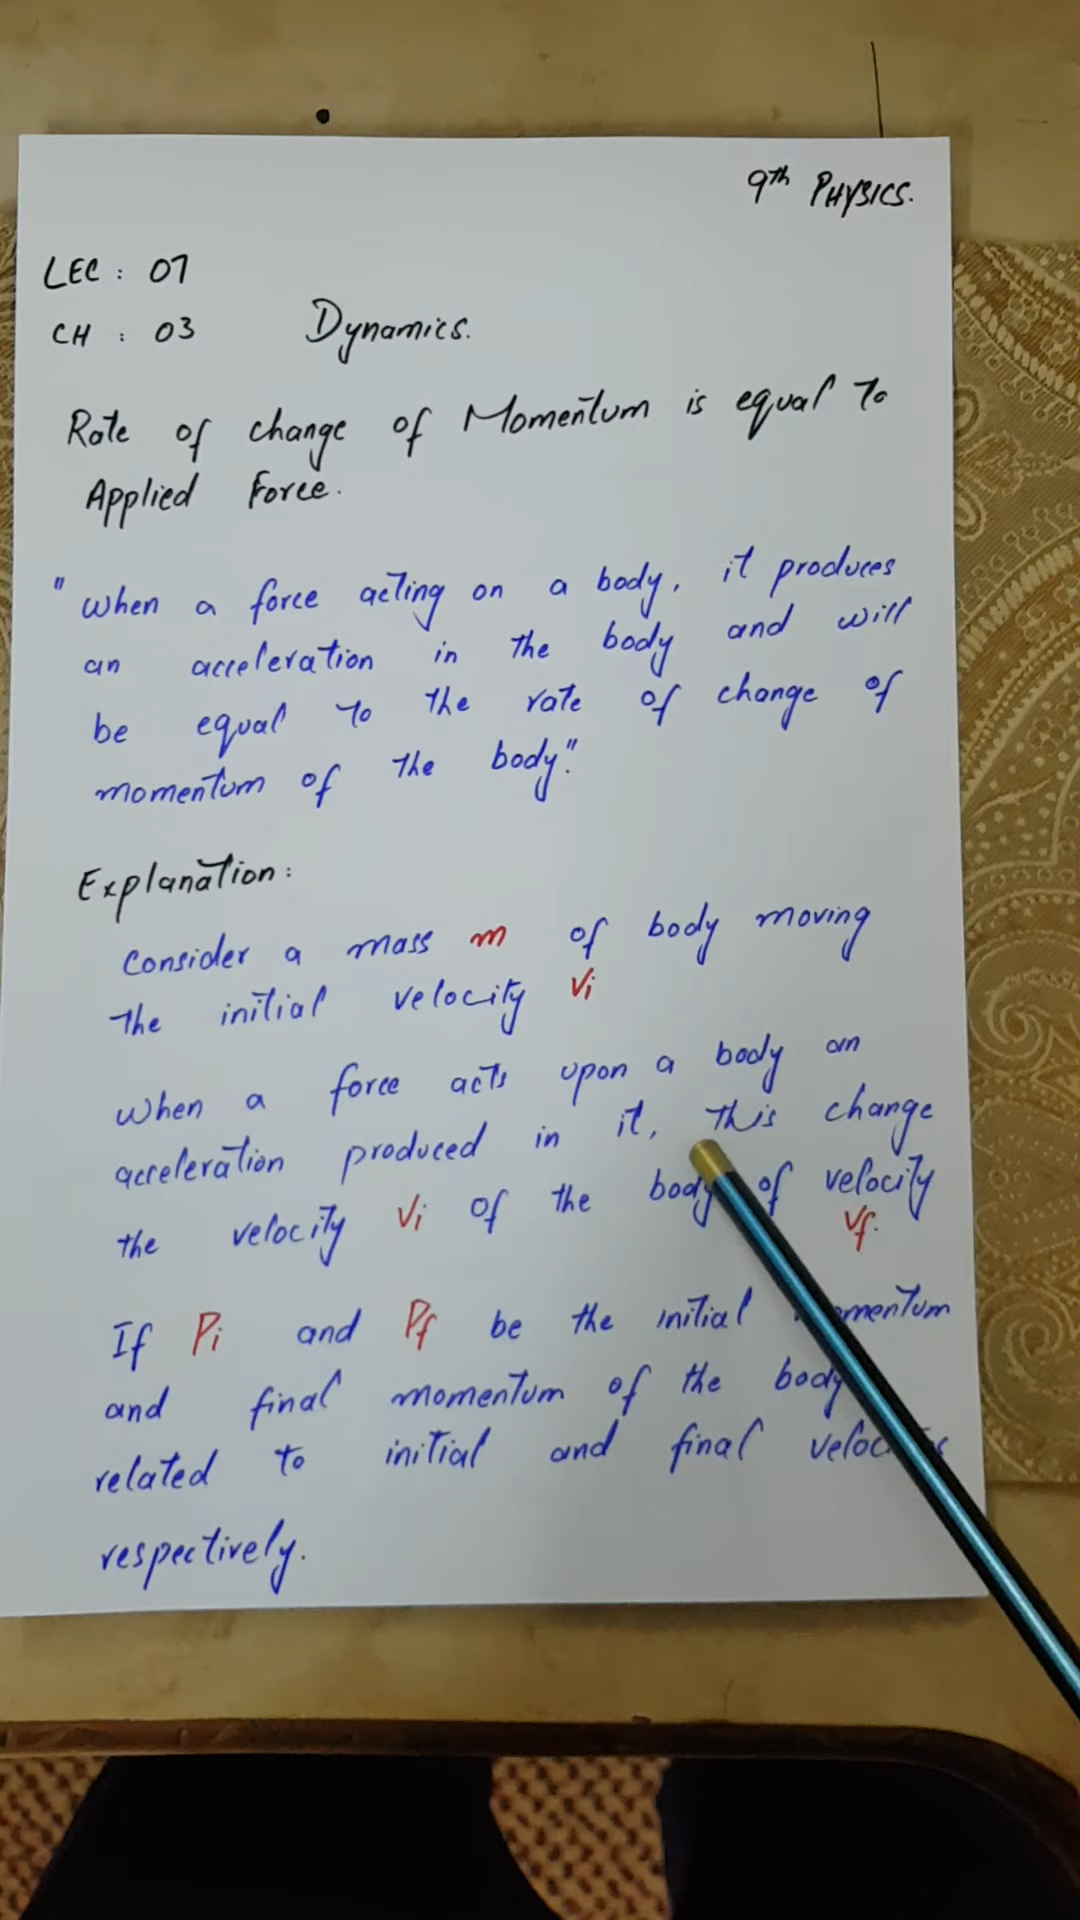 9th PHYSICS.
LEC : 07
CH : 03 Dynamics.
Rate of change of Momentum is equal to
Applied Force.
"when a force acting on a body, it produces
an acceleration in the body and will
be equal to the rate of change of
momentum of the body."
Explanation:
Consider a mass m of body moving
the initial velocity Vi
when a force acts upon a body an
acceleration produced in it, this change
the velocity Vi of the body of velocity
Vf.
If Pi and Pf be the initial
and final momentum of the body
related to initial and final
respectively.